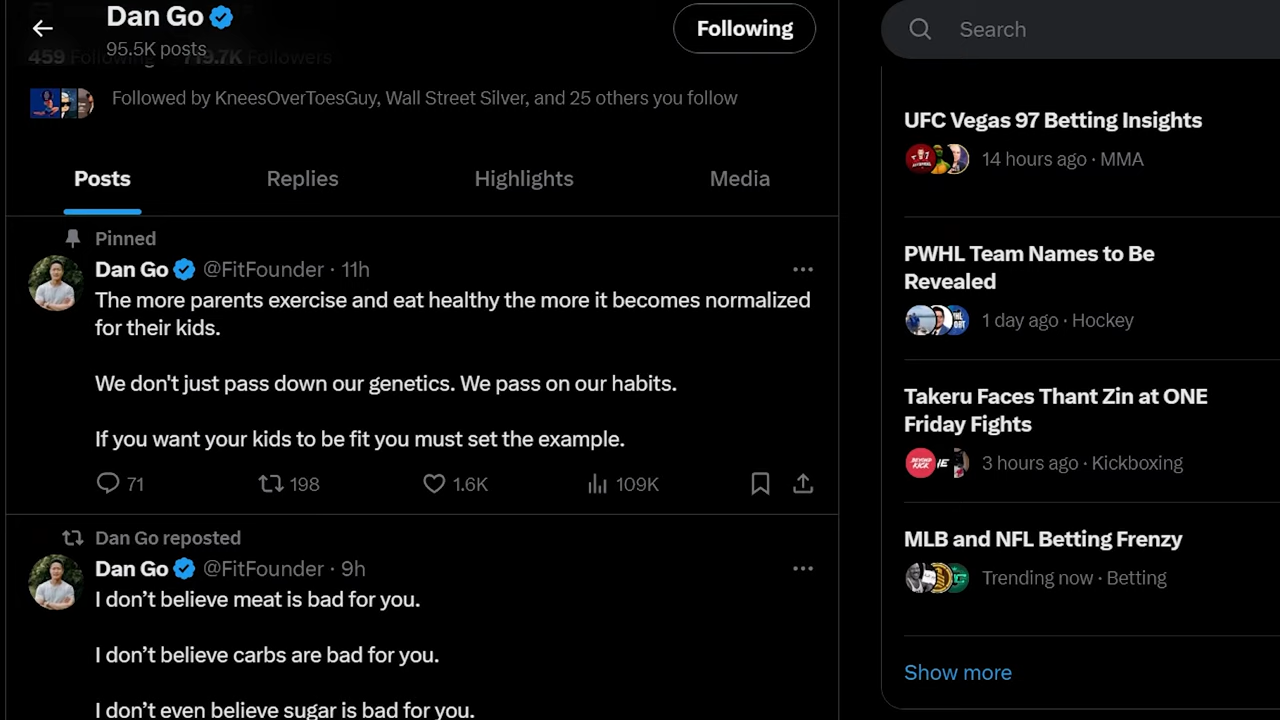 Dan Go
95.5K posts
Following
Search
459 Following 719.7K Followers
Followed by KneesOverToesGuy, Wall Street Silver, and 25 others you follow
Posts
Replies
Highlights
Media
Pinned
Dan Go @FitFounder · 11h
The more parents exercise and eat healthy the more it becomes normalized
for their kids.
We don't just pass down our genetics. We pass on our habits.
If you want your kids to be fit you must set the example.
71
198
1.6K
109K
Dan Go reposted
Dan Go @FitFounder · 9h
I don’t believe meat is bad for you.
I don’t believe carbs are bad for you.
I don’t even believe sugar is bad for you.
UFC Vegas 97 Betting Insights
14 hours ago · MMA
PWHL Team Names to Be
Revealed
1 day ago · Hockey
Takeru Faces Thant Zin at ONE
Friday Fights
3 hours ago · Kickboxing
MLB and NFL Betting Frenzy
Trending now · Betting
Show more